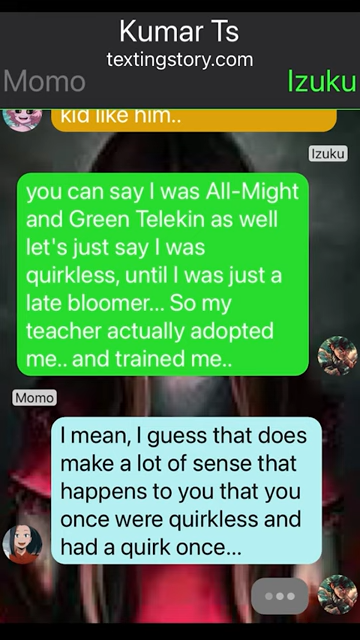 Kumar Ts
textingstory.com
Momo
Izuku
kid like him..
Izuku
you can say I was All-Might
and Green Telekin as well
let's just say I was
quirkless, until I was just a
late bloomer... So my
teacher actually adopted
me.. and trained me..
Momo
I mean, I guess that does
make a lot of sense that
happens to you that you
once were quirkless and
had a quirk once...